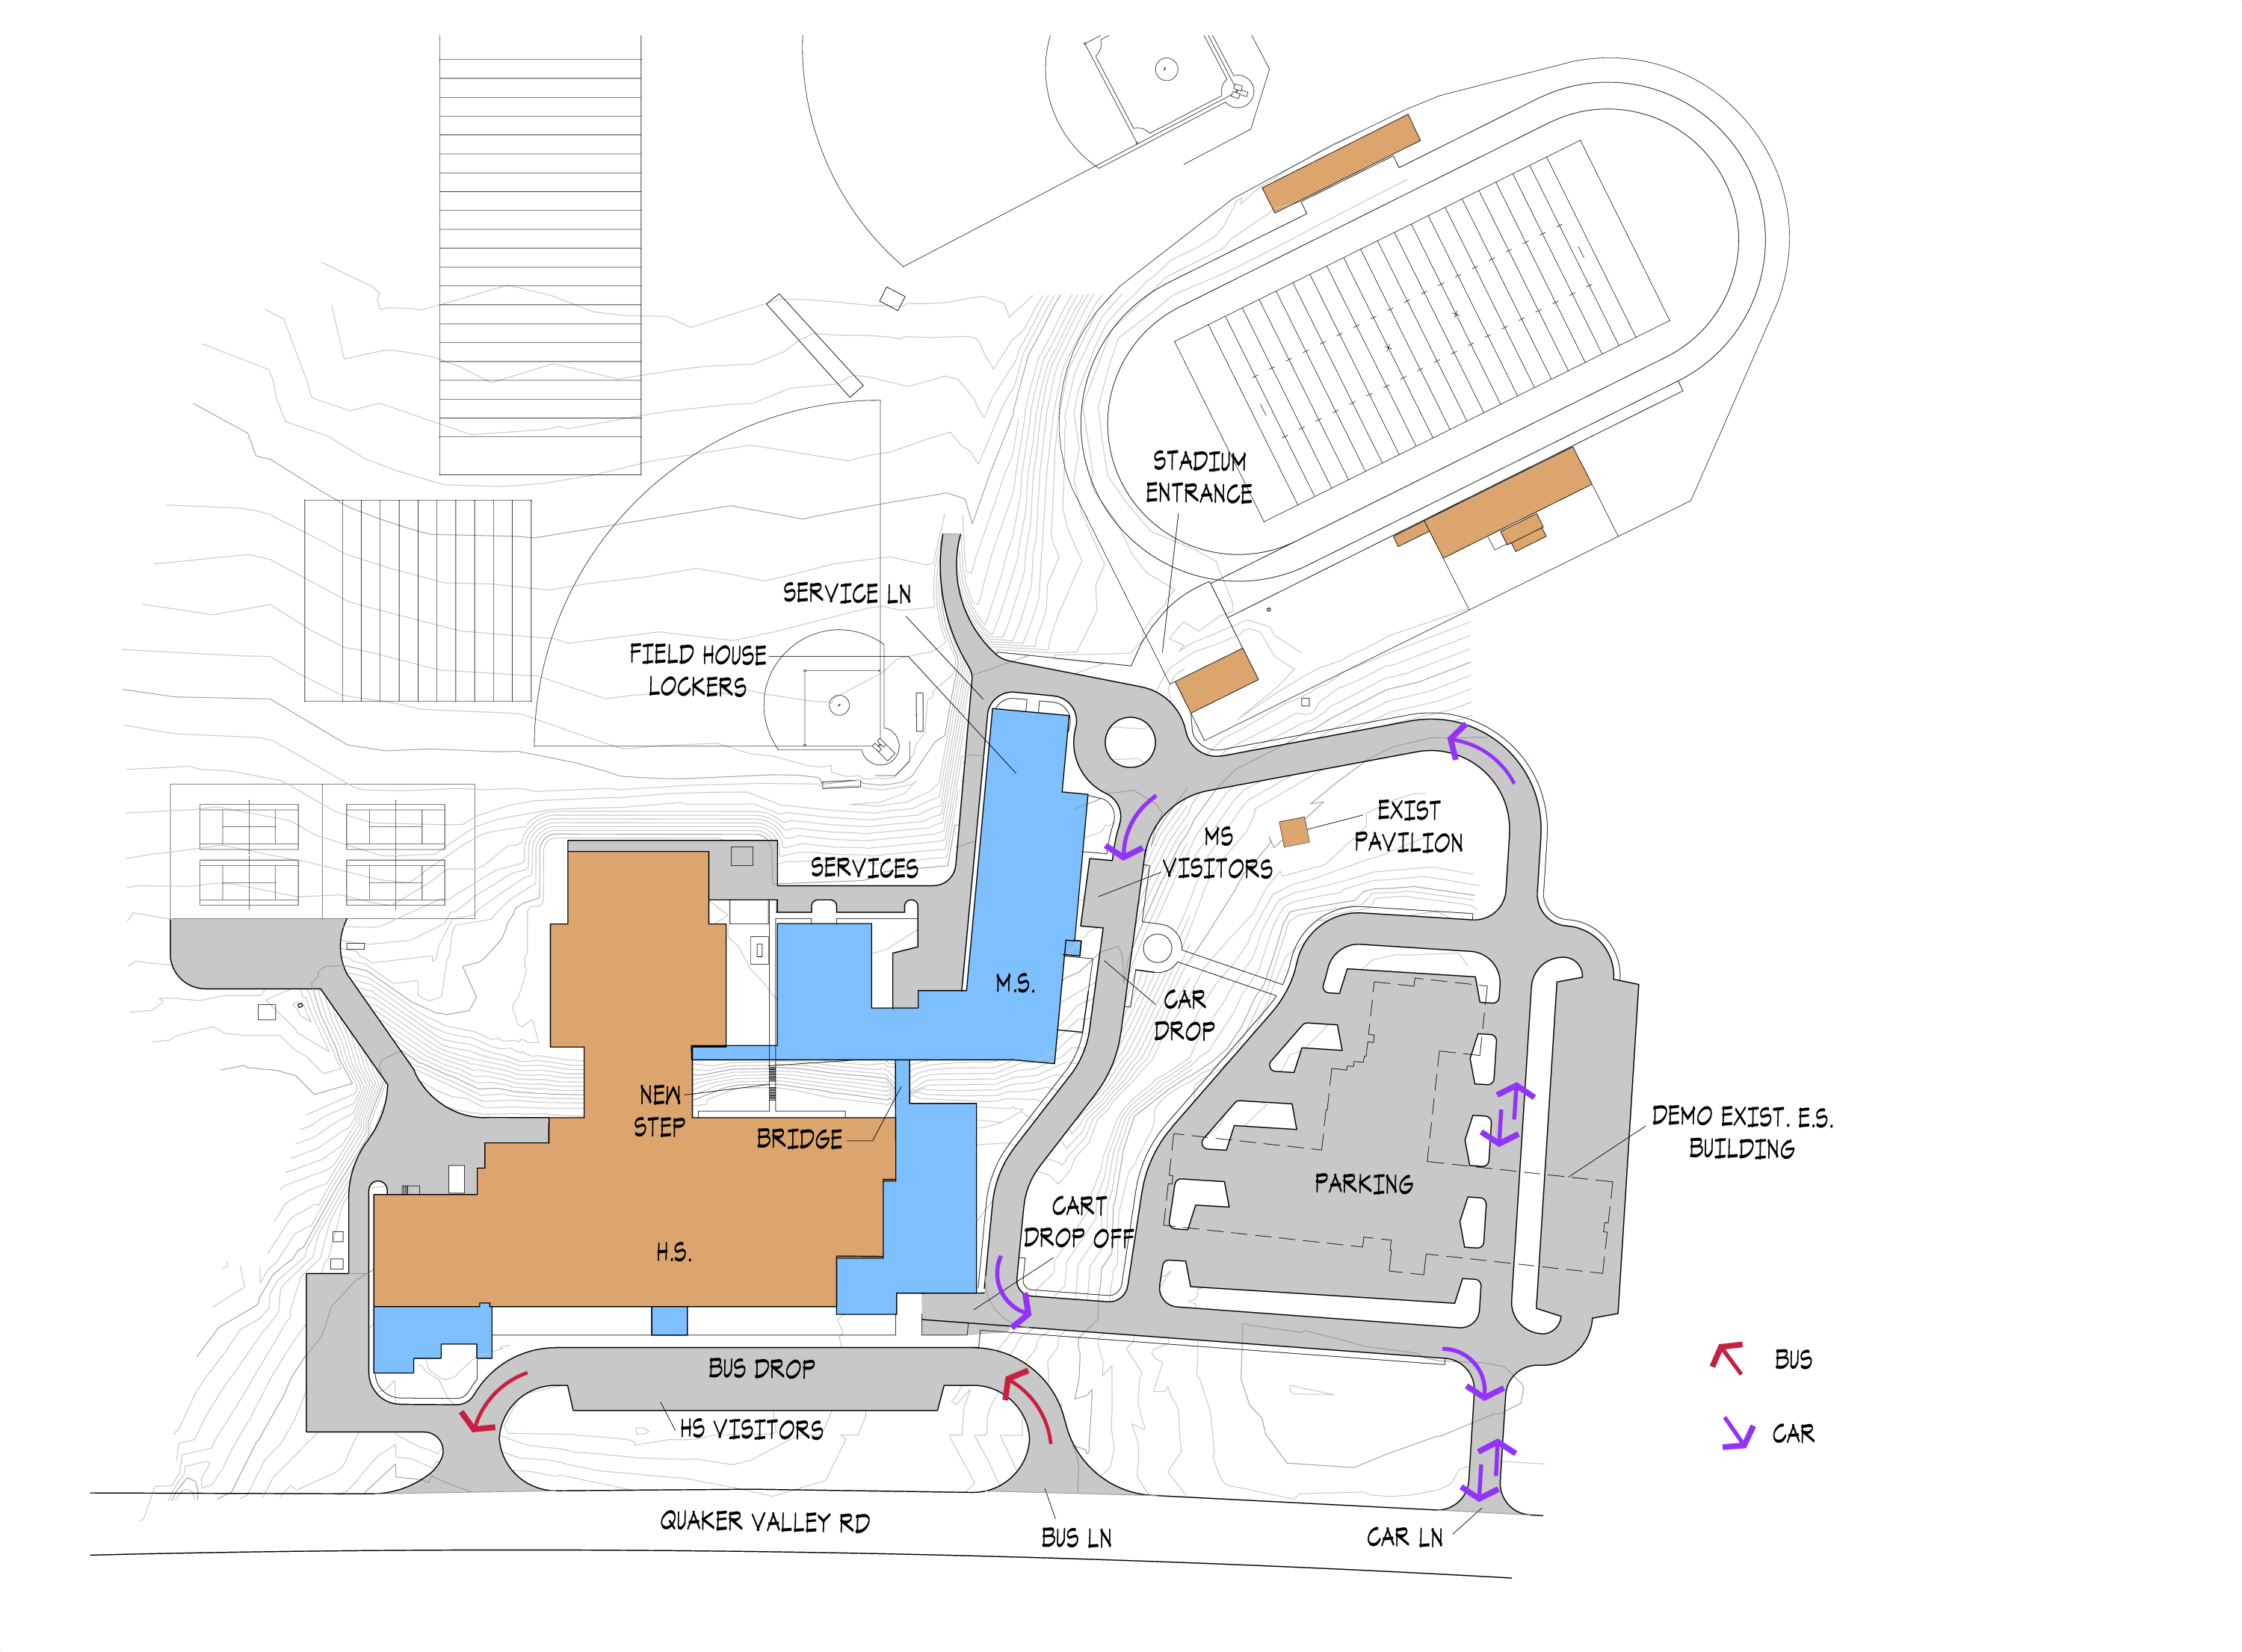 STADIUM
ENTRANCE
SERVICE LN
FIELD HOUSE
LOCKERS
EXIST
PAVILION
MS
VISITORS
SERVICES
M.S.
CAR
DROP
NEW
STEP
BRIDGE
DEMO EXIST. E.S.
BUILDING
PARKING
CART
DROP OFF
H.S.
BUS DROP
HS VISITORS
BUS
CAR
QUAKER VALLEY RD
BUS LN
CAR LN